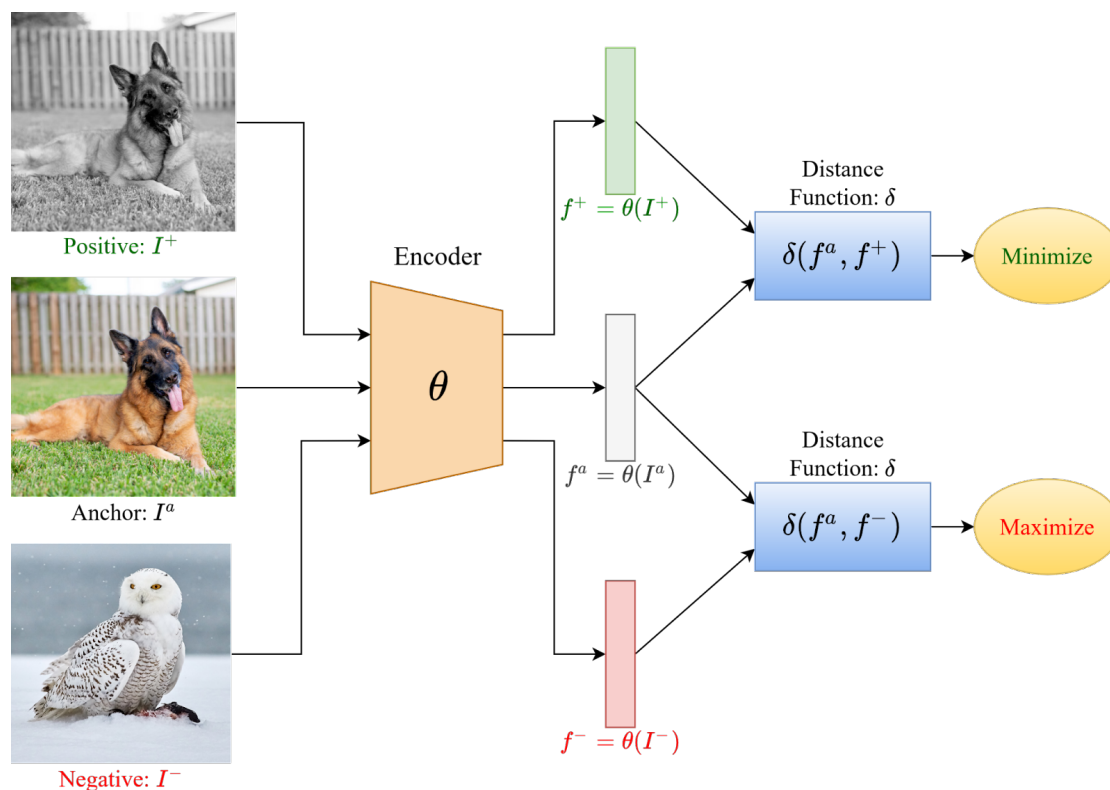 Positive: I⁺
Anchor: Iᵃ
Negative: I⁻
Encoder
θ
f⁺ = θ(I⁺)
fᵃ = θ(Iᵃ)
f⁻ = θ(I⁻)
Distance
Function: δ
δ(fᵃ, f⁺)
Minimize
Distance
Function: δ
δ(fᵃ, f⁻)
Maximize